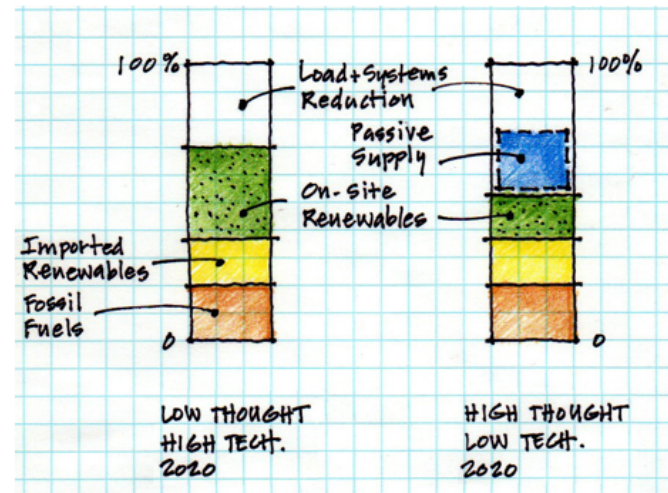 100%
Load+Systems
Reduction
100%
Passive
Supply
On-Site
Renewables
Imported
Renewables
Fossil
Fuels
0
0
LOW THOUGHT
HIGH TECH.
2020
HIGH THOUGHT
LOW TECH.
2020